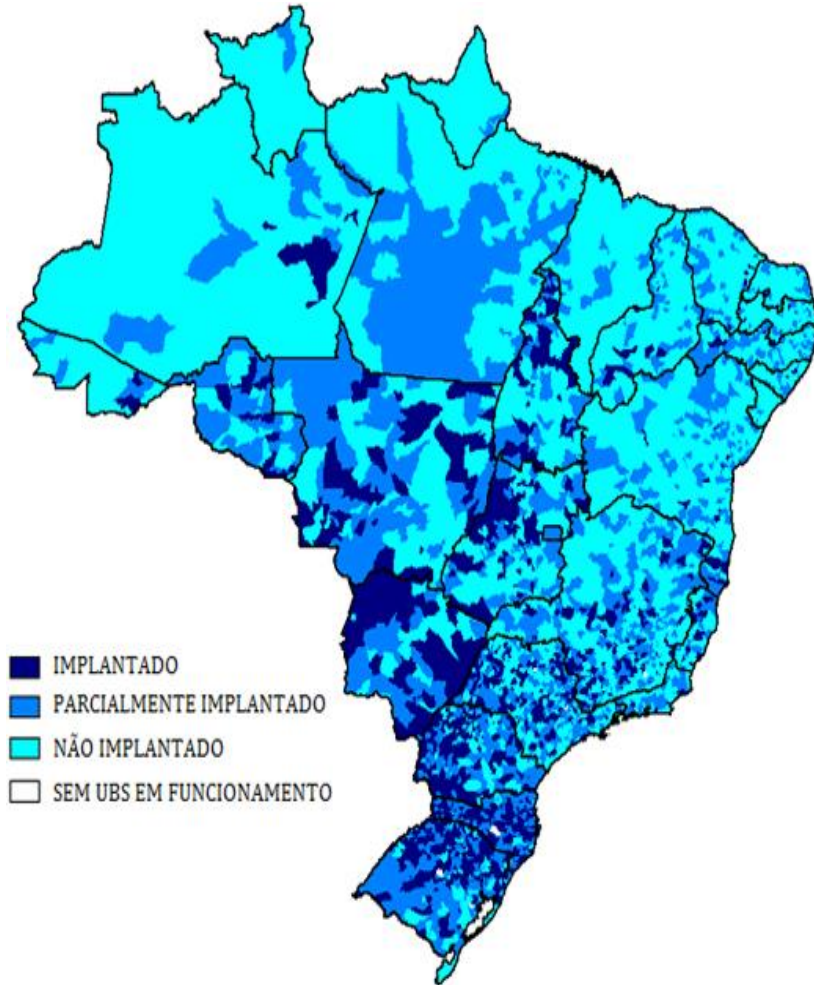 IMPLANTADO
PARCIALMENTE IMPLANTADO
NÃO IMPLANTADO
SEM UBS EM FUNCIONAMENTO